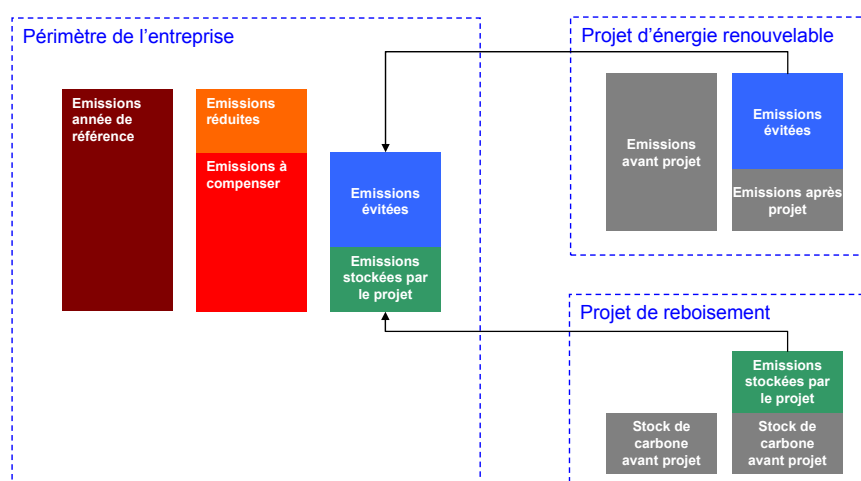 Périmètre de l'entreprise
Emissions
année de
référence
Emissions
réduites
Emissions à
compenser
Emissions
évitées
Emissions
stockées par
le projet
Projet d'énergie renouvelable
Emissions
avant projet
Emissions
évitées
Emissions après
projet
Projet de reboisement
Emissions
stockées par
le projet
Stock de
carbone
avant projet
Stock de
carbone
avant projet